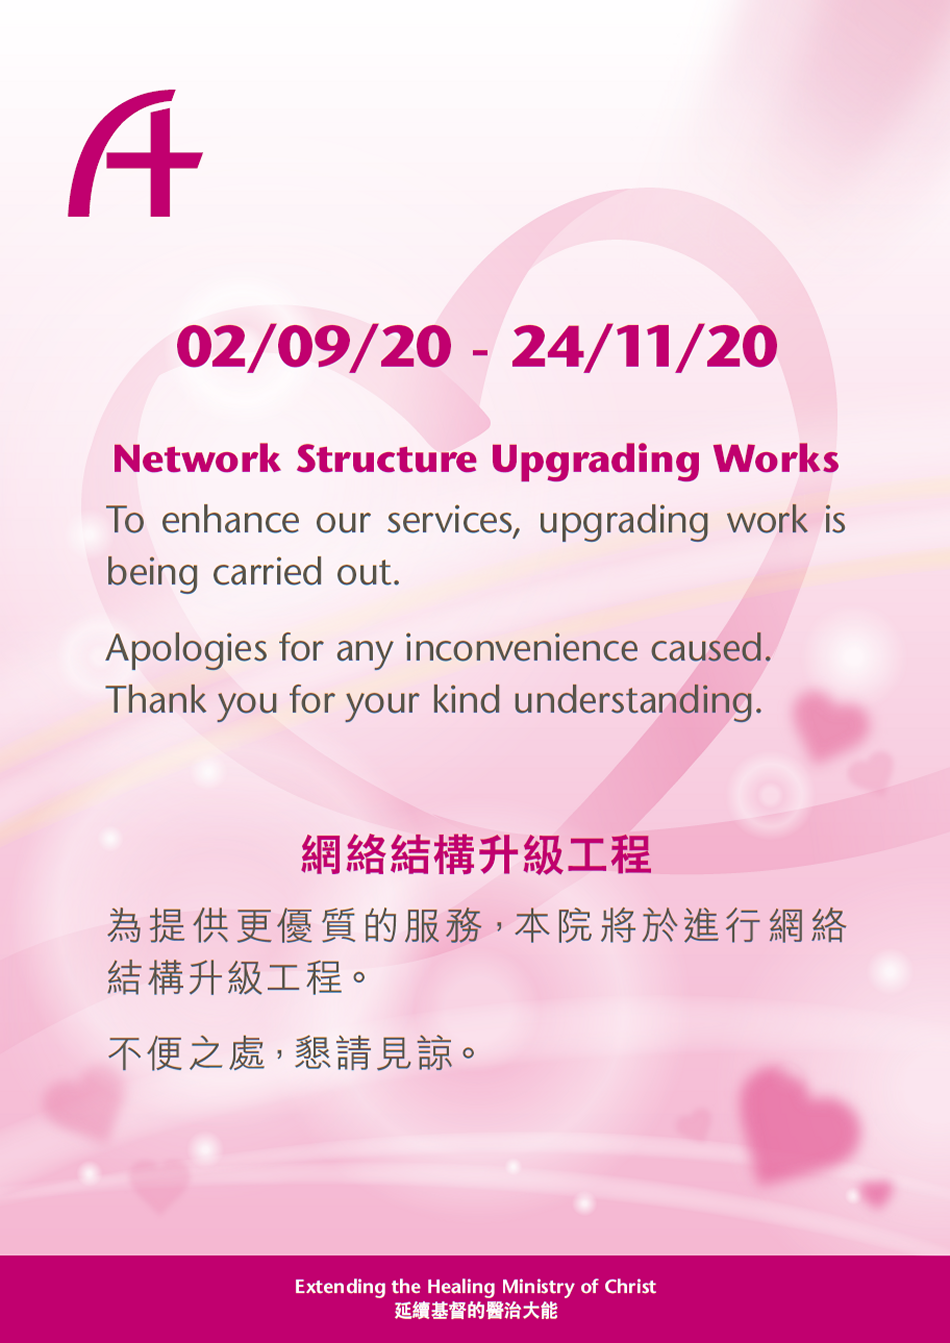 02/09/20 - 24/11/20
Network Structure Upgrading Works
To enhance our services, upgrading work is
being carried out.
Apologies for any inconvenience caused.
Thank you for your kind understanding.
網絡結構升級工程
為提供更優質的服務，本院將於進行網絡
結構升級工程。
不便之處，懇請見諒。
Extending the Healing Ministry of Christ
延續基督的醫治大能